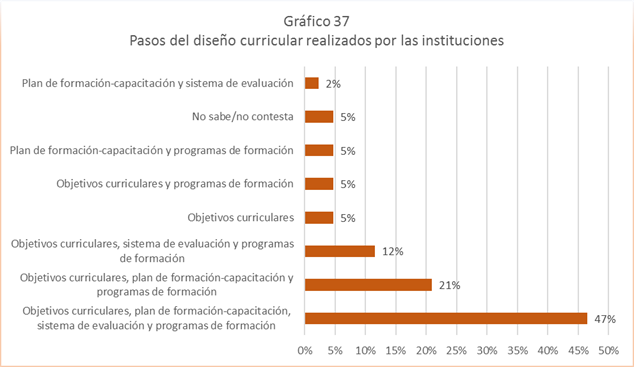 Gráfico 37
Pasos del diseño curricular realizados por las instituciones
Plan de formación-capacitación y sistema de evaluación
2%
No sabe/no contesta
5%
Plan de formación-capacitación y programas de formación
5%
Objetivos curriculares y programas de formación
5%
Objetivos curriculares
5%
Objetivos curriculares, sistema de evaluación y programas
de formación
12%
Objetivos curriculares, plan de formación-capacitación y
programas de formación
21%
Objetivos curriculares, plan de formación-capacitación,
sistema de evaluación y programas de formación
47%
0% 5% 10% 15% 20% 25% 30% 35% 40% 45% 50%